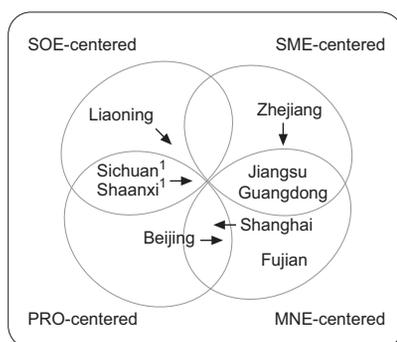 SOE-centered
SME-centered
Liaoning
Zhejiang
Sichuan¹
Shaanxi¹
Jiangsu
Guangdong
Beijing
Shanghai
Fujian
PRO-centered
MNE-centered